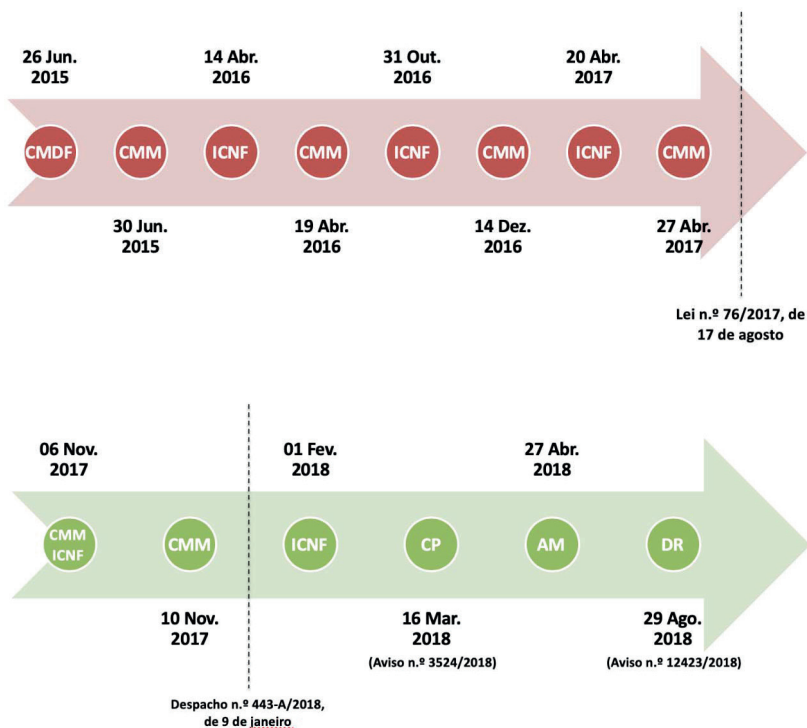 26 Jun.
2015
14 Abr.
2016
31 Out.
2016
20 Abr.
2017
CMDF
CMM
ICNF
CMM
ICNF
CMM
ICNF
CMM
30 Jun.
2015
19 Abr.
2016
14 Dez.
2016
27 Abr.
2017
Lei n.º 76/2017, de
17 de agosto
06 Nov.
2017
01 Fev.
2018
27 Abr.
2018
CMM
ICNF
CMM
ICNF
CP
AM
DR
10 Nov.
2017
16 Mar.
2018
(Aviso n.º 3524/2018)
29 Ago.
2018
(Aviso n.º 12423/2018)
Despacho n.º 443-A/2018,
de 9 de janeiro